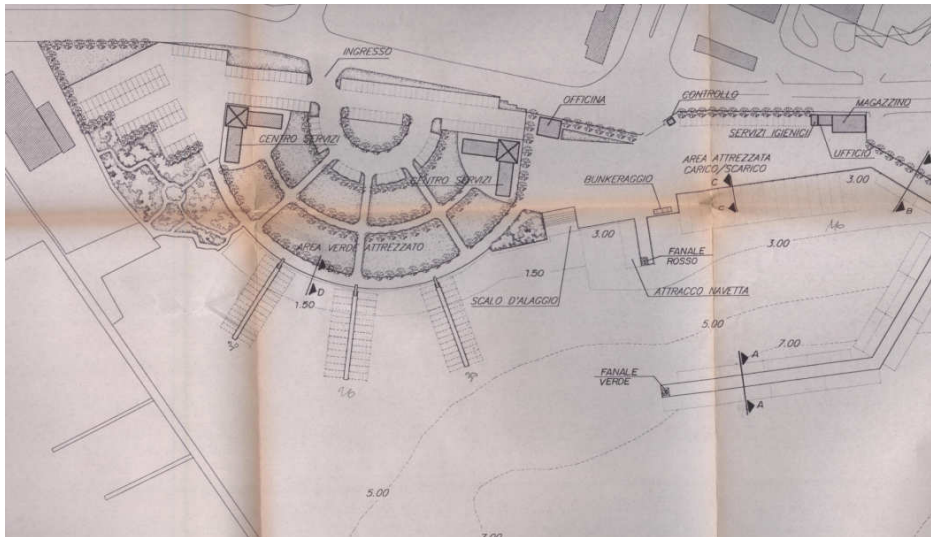 INGRESSO
OFFICINA
CONTROLLO
MAGAZZINO
CENTRO SERVIZI
SERVIZI IGIENICI
UFFICIO
CENTRO SERVIZI
AREA ATTREZZATA
CARICO/SCARICO
BUNKERAGGIO
C
C
3.00
B
AREA VERDE ATTREZZATO
3.00
3.00
FANALE
ROSSO
D
D
1.50
1.50
SCALO D'ALAGGIO
ATTRACCO NAVETTA
5.00
7.00
A
FANALE
VERDE
A
5.00
7.00